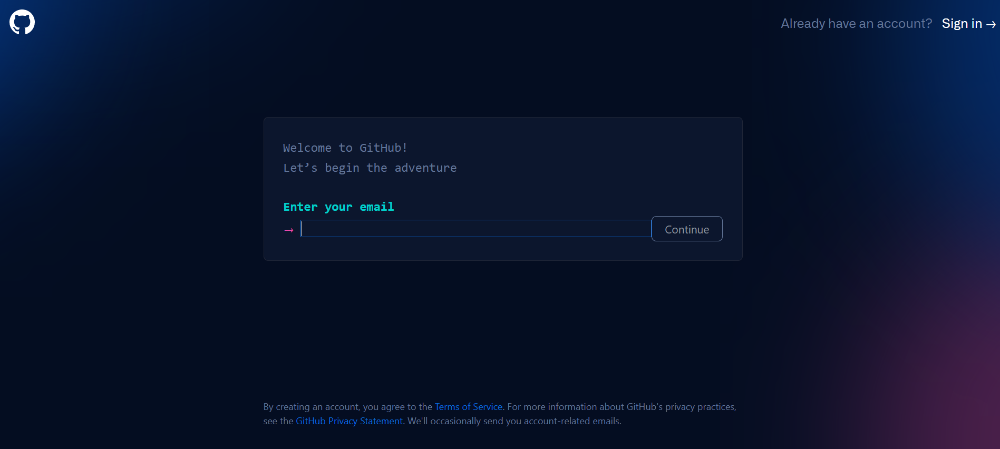 Already have an account? Sign in →
Welcome to GitHub!
Let’s begin the adventure
Enter your email
→
Continue
By creating an account, you agree to the Terms of Service. For more information about GitHub's privacy practices,
see the GitHub Privacy Statement. We'll occasionally send you account-related emails.